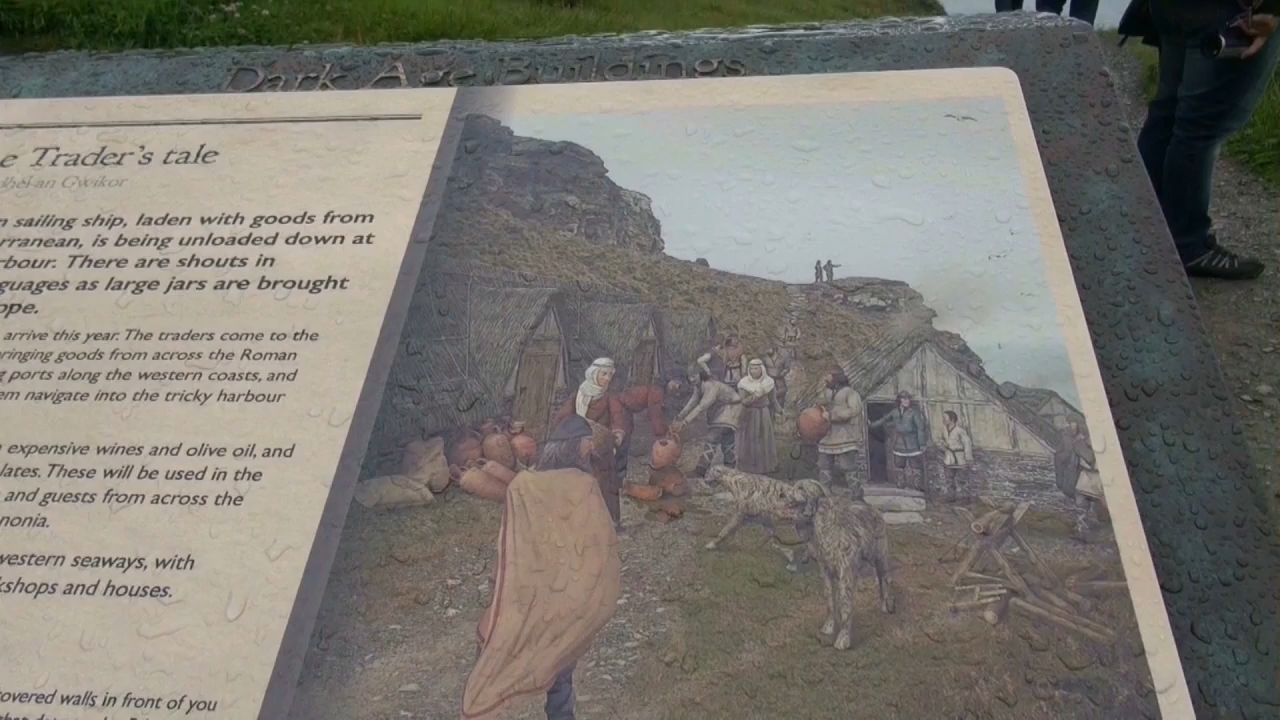 Dark Age Buildings
e Trader's tale
an Gwikor
n sailing ship, laden with goods from
rranean, is being unloaded down at
rbour. There are shouts in
guages as large jars are brought
ope.
arrive this year. The traders come to the
ringing goods from across the Roman
g ports along the western coasts, and
em navigate into the tricky harbour
expensive wines and olive oil, and
lates. These will be used in the
and guests from across the
nonia.
western seaways, with
kshops and houses.
overed walls in front of you